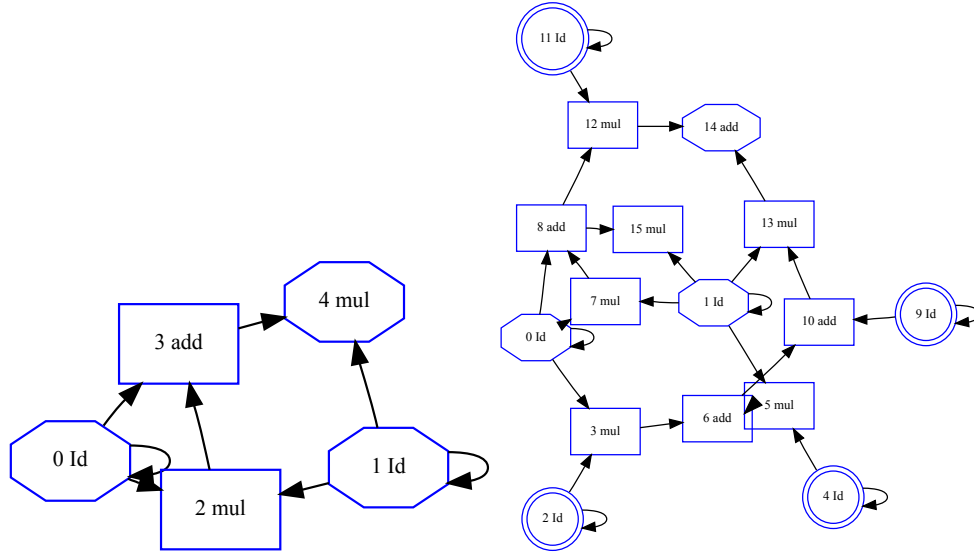 3 add
4 mul
0 Id
1 Id
2 mul
11 Id
12 mul
14 add
8 add
15 mul
13 mul
7 mul
1 Id
0 Id
10 add
9 Id
3 mul
6 add
5 mul
2 Id
4 Id